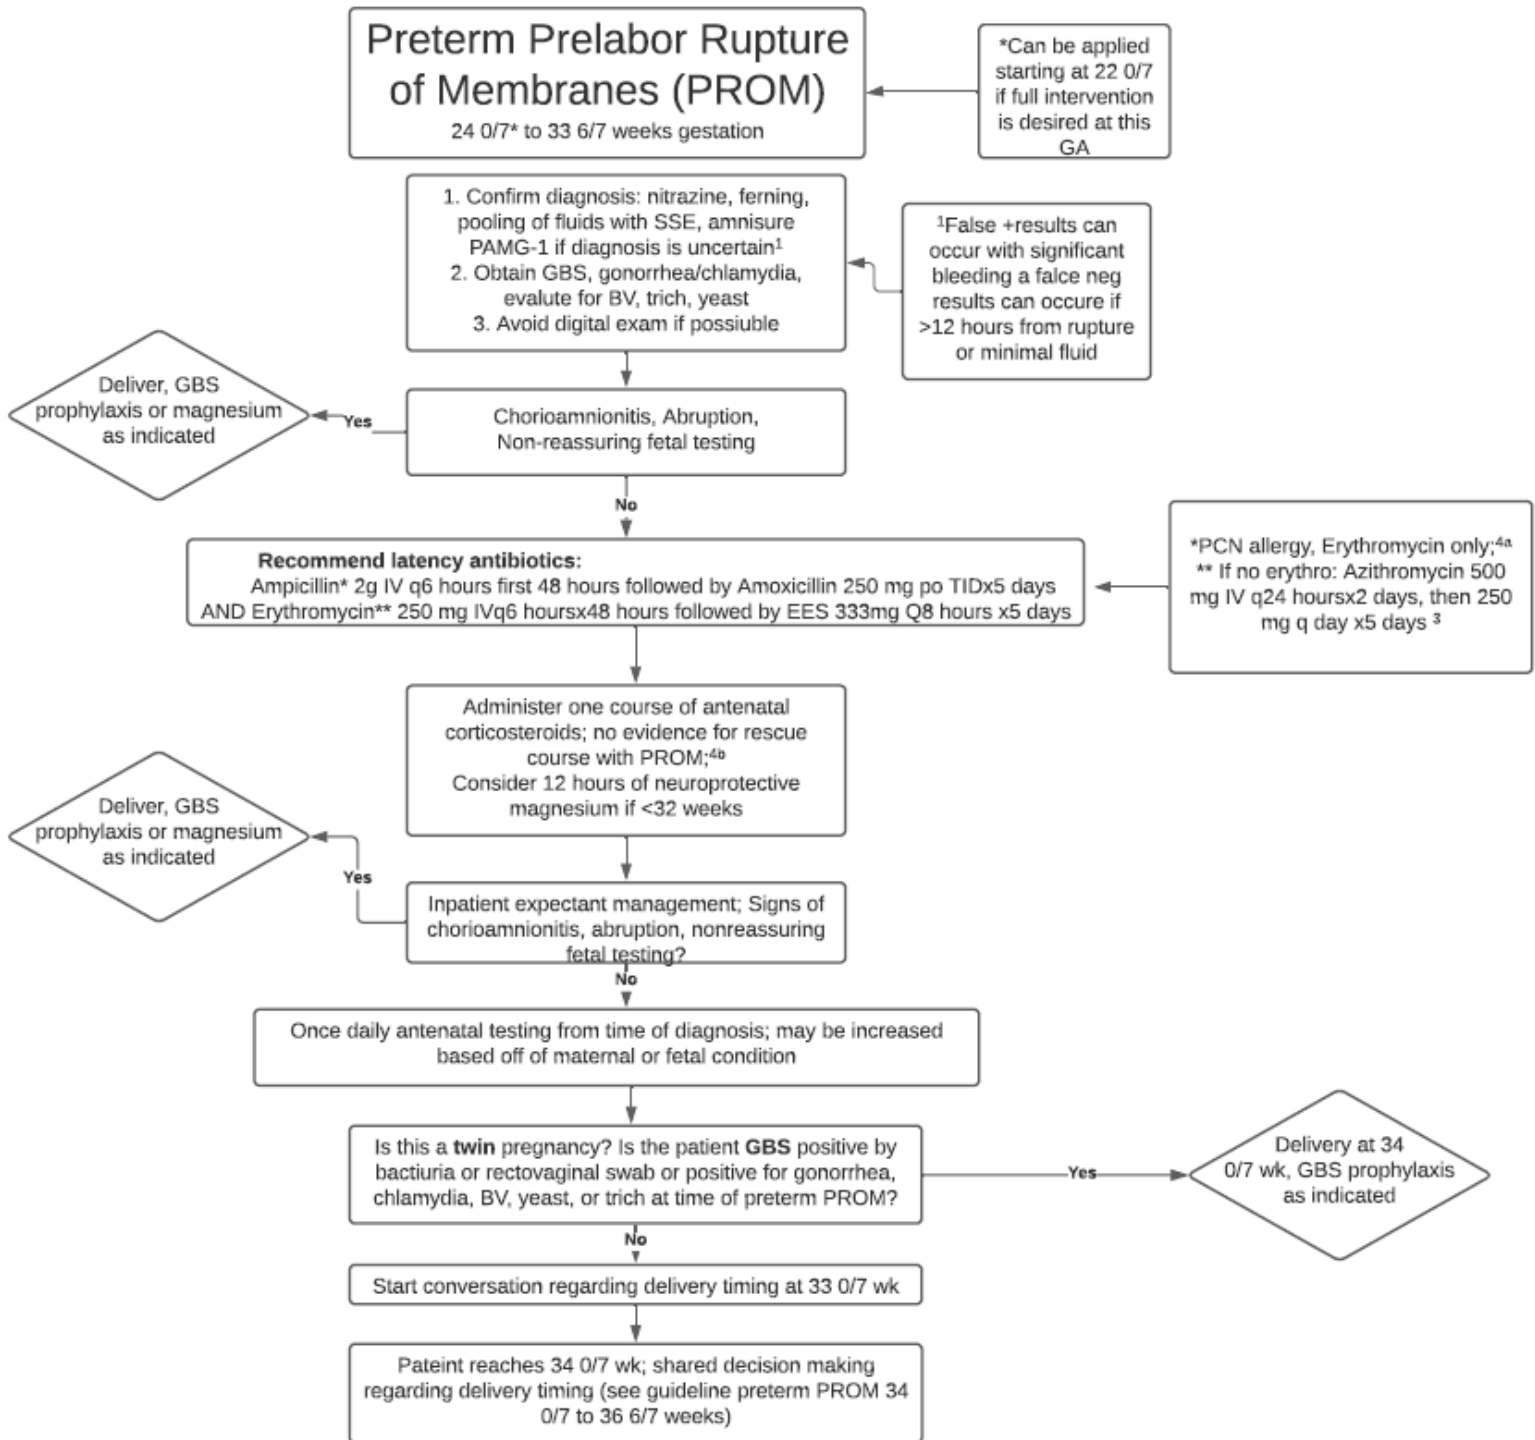 Preterm Prelabor Rupture
of Membranes (PROM)
24 0/7* to 33 6/7 weeks gestation
*Can be applied
starting at 22 0/7
if full intervention
is desired at this
GA
1. Confirm diagnosis: nitrazine, ferning,
pooling of fluids with SSE, amnisure
PAMG-1 if diagnosis is uncertain¹
2. Obtain GBS, gonorrhea/chlamydia,
evalute for BV, trich, yeast
3. Avoid digital exam if possiuble
¹False +results can
occur with significant
bleeding a falce neg
results can occure if
>12 hours from rupture
or minimal fluid
Deliver, GBS
prophylaxis or magnesium
as indicated
Yes
Chorioamnionitis, Abruption,
Non-reassuring fetal testing
No
Recommend latency antibiotics:
Ampicillin* 2g IV q6 hours first 48 hours followed by Amoxicillin 250 mg po TIDx5 days
AND Erythromycin** 250 mg IVq6 hoursx48 hours followed by EES 333mg Q8 hours x5 days
*PCN allergy, Erythromycin only;⁴ᵃ
** If no erythro: Azithromycin 500
mg IV q24 hoursx2 days, then 250
mg q day x5 days ³
Administer one course of antenatal
corticosteroids; no evidence for rescue
course with PROM;⁴ᵇ
Consider 12 hours of neuroprotective
magnesium if <32 weeks
Deliver, GBS
prophylaxis or magnesium
as indicated
Yes
Inpatient expectant management; Signs of
chorioamnionitis, abruption, nonreassuring
fetal testing?
No
Once daily antenatal testing from time of diagnosis; may be increased
based off of maternal or fetal condition
Is this a twin pregnancy? Is the patient GBS positive by
bactiuria or rectovaginal swab or positive for gonorrhea,
chlamydia, BV, yeast, or trich at time of preterm PROM?
Yes
Delivery at 34
0/7 wk, GBS prophylaxis
as indicated
No
Start conversation regarding delivery timing at 33 0/7 wk
Pateint reaches 34 0/7 wk; shared decision making
regarding delivery timing (see guideline preterm PROM 34
0/7 to 36 6/7 weeks)